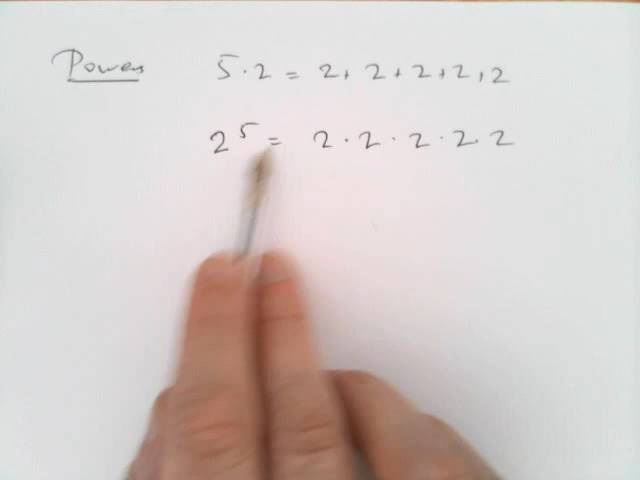 Powers 5 · 2 = 2 + 2 + 2 + 2 + 2
2⁵ = 2 · 2 · 2 · 2 · 2